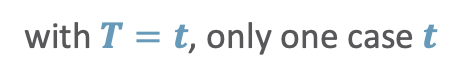 with T = t, only one case t